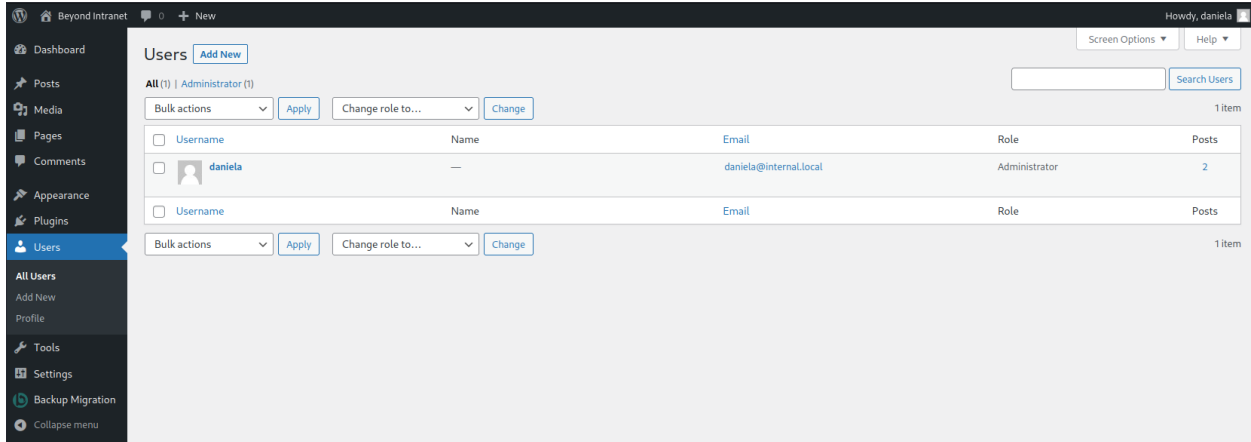 Beyond Intranet 0 New Howdy, daniela
Dashboard
Posts
Media
Pages
Comments
Appearance
Plugins
Users
All Users
Add New
Profile
Tools
Settings
Backup Migration
Collapse menu
Screen Options ▼ Help ▼
Users Add New
All (1) | Administrator (1)
Search Users
Bulk actions Apply Change role to... Change 1 item
Username Name Email Role Posts
daniela — daniela@internal.local Administrator 2
Username Name Email Role Posts
Bulk actions Apply Change role to... Change 1 item